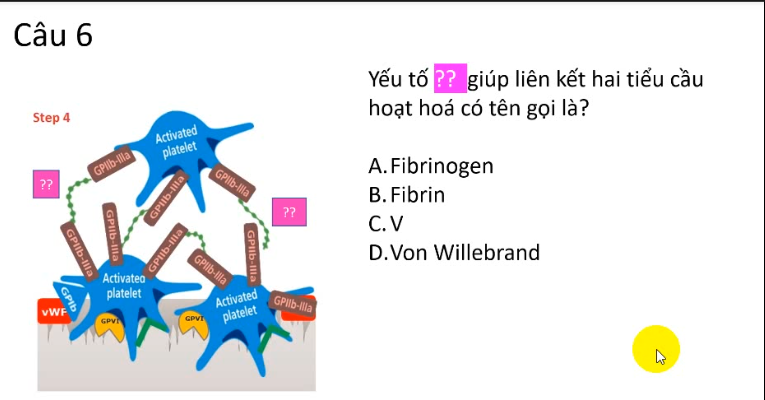 Câu 6
Yếu tố ?? giúp liên kết hai tiểu cầu
hoạt hoá có tên gọi là?
A. Fibrinogen
B. Fibrin
C. V
D. Von Willebrand
Step 4
Activated
platelet
GPIIb-IIIa
GPIIb-IIIa
GPIIb-IIIa
??
??
GPIIb-IIIa
GPIIb-IIIa
GPIIb-IIIa
GPIIb-IIIa
GPIIb-IIIa
GPIIb-IIIa
Activated
platelet
Activated
platelet
GPIb
vWF
GPVI
GPVI